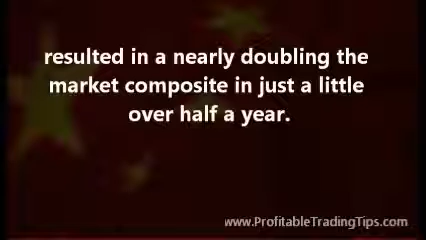 resulted in a nearly doubling the
market composite in just a little
over half a year.
www.ProfitableTradingTips.com